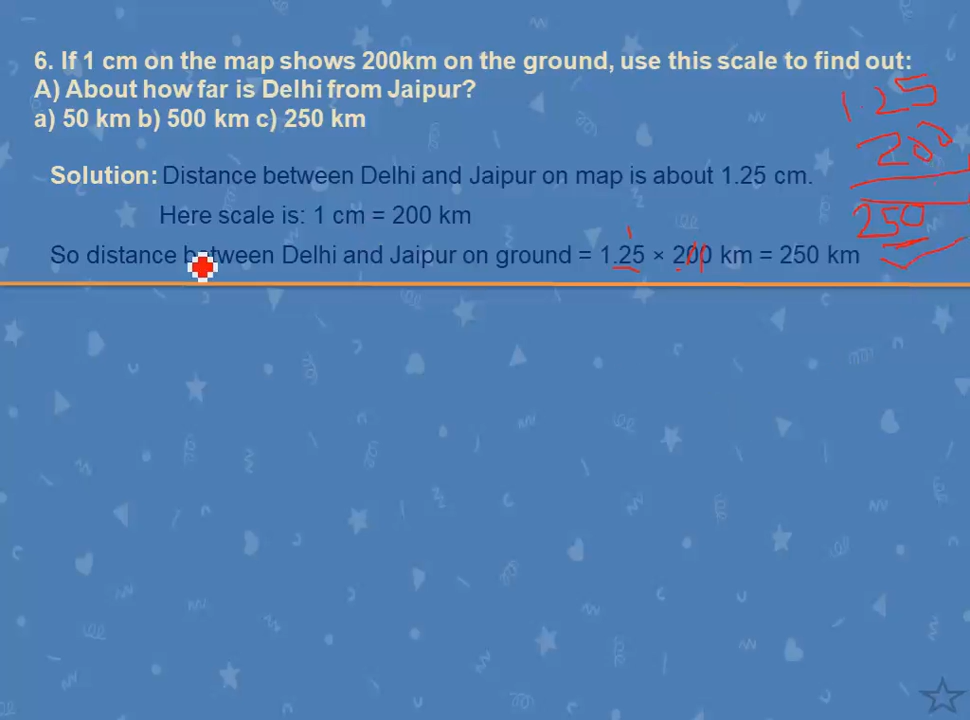 6. If 1 cm on the map shows 200km on the ground, use this scale to find out:
A) About how far is Delhi from Jaipur?
a) 50 km b) 500 km c) 250 km
1.25
200
250
Solution: Distance between Delhi and Jaipur on map is about 1.25 cm.
Here scale is: 1 cm = 200 km
So distance between Delhi and Jaipur on ground = 1.25 × 200 km = 250 km